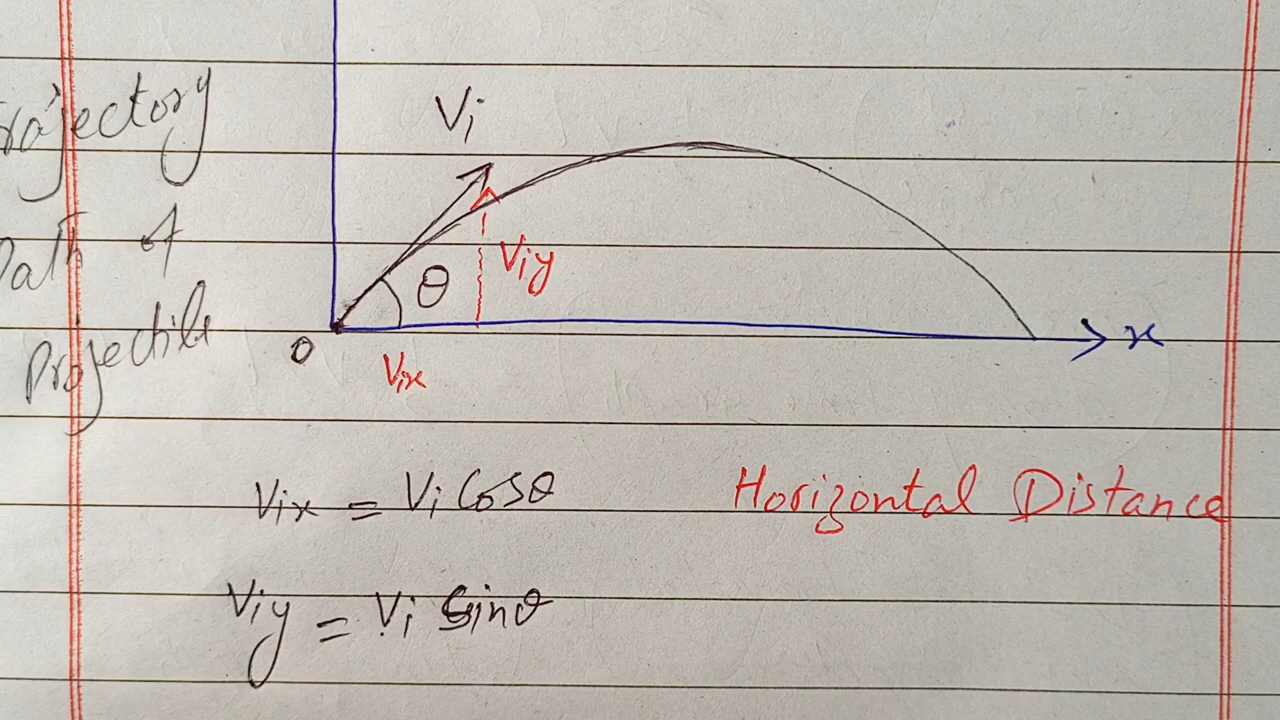 Trajectory
Vi
Path of
θ
Viy
Projectile
O
x
Vix
Vix = Vi Cosθ
Horizontal Distance
Viy = Vi Sinθ